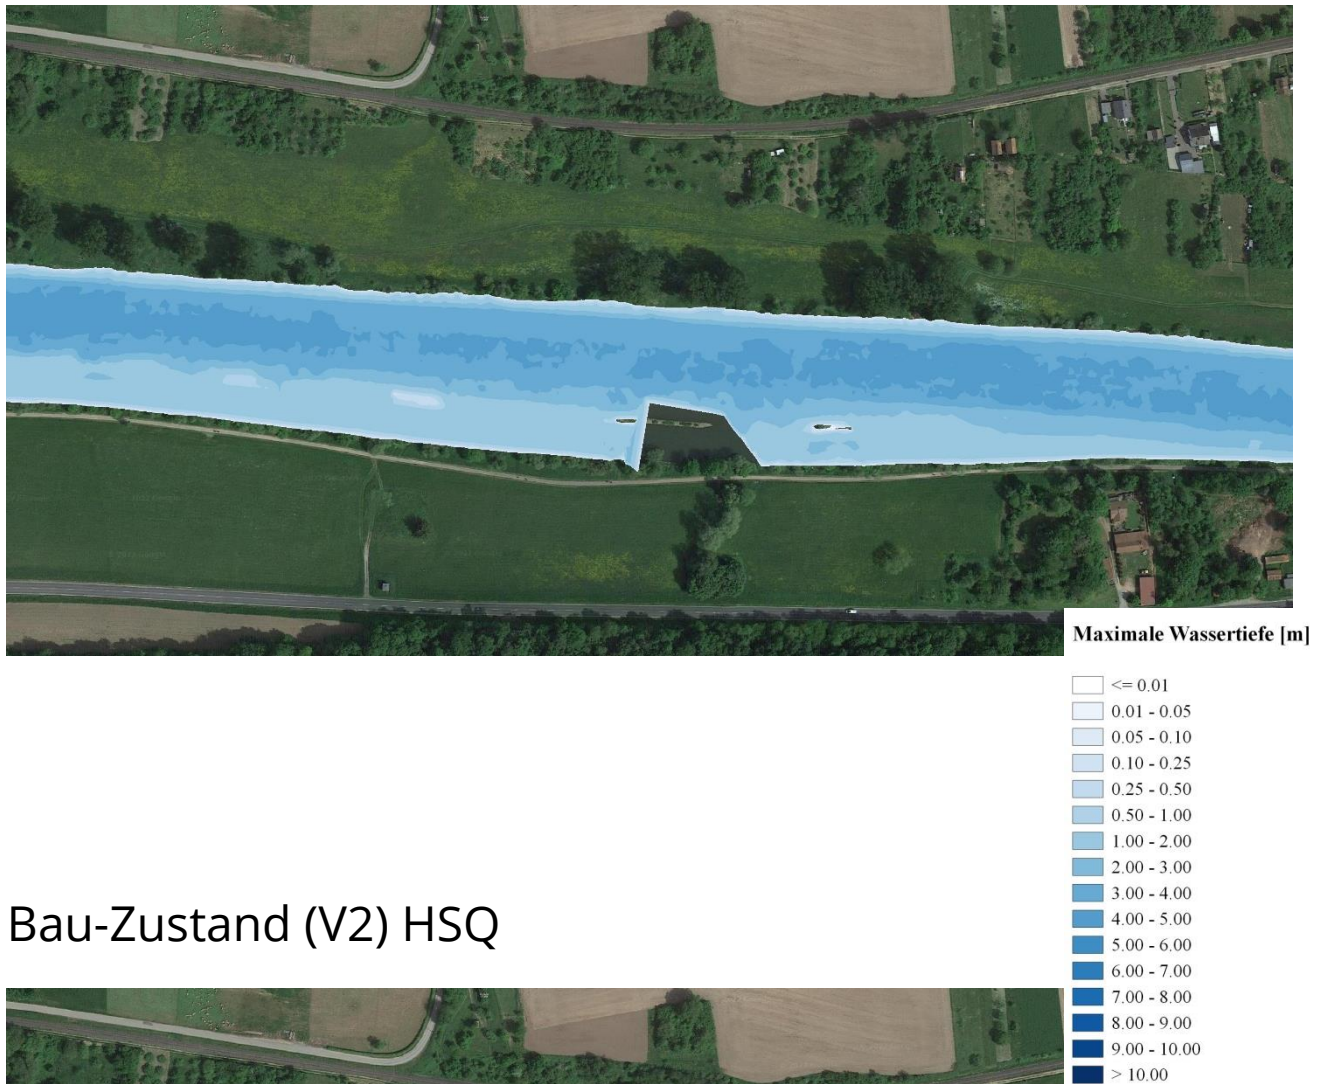 Maximale Wassertiefe [m]
<= 0.01
0.01 - 0.05
0.05 - 0.10
0.10 - 0.25
0.25 - 0.50
0.50 - 1.00
1.00 - 2.00
2.00 - 3.00
3.00 - 4.00
4.00 - 5.00
5.00 - 6.00
6.00 - 7.00
7.00 - 8.00
8.00 - 9.00
9.00 - 10.00
> 10.00
Bau-Zustand (V2) HSQ